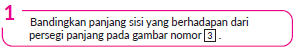 1
Bandingkan panjang sisi yang berhadapan dari
persegi panjang pada gambar nomor 3 .